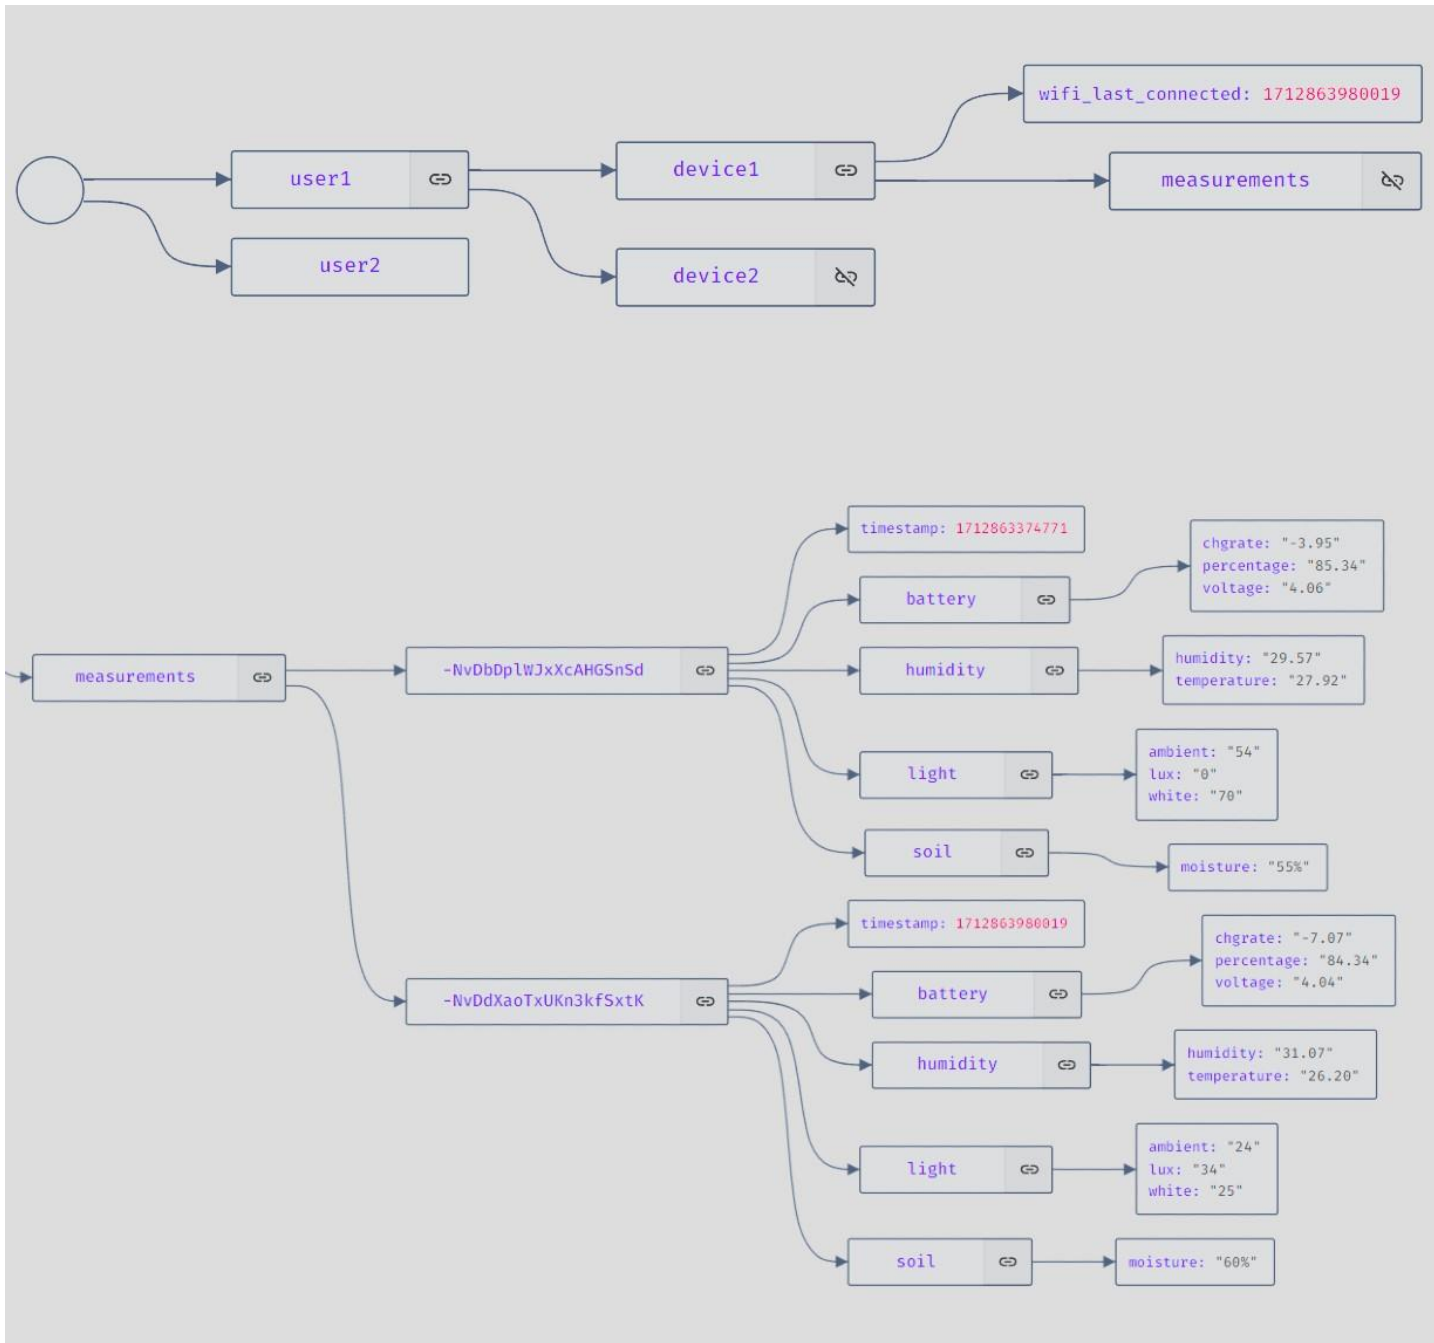 wifi_last_connected: 1712863980019
user1
device1
measurements
user2
device2
timestamp: 1712863374771
chgrate: "-3.95"
percentage: "85.34"
voltage: "4.06"
battery
measurements
-NvDbDplWJxXcAHGSnSd
humidity
humidity: "29.57"
temperature: "27.92"
light
ambient: "54"
lux: "0"
white: "70"
soil
moisture: "55%"
timestamp: 1712863980019
chgrate: "-7.07"
percentage: "84.34"
voltage: "4.04"
-NvDdXaoTxUKn3kfSxtK
battery
humidity
humidity: "31.07"
temperature: "26.20"
light
ambient: "24"
lux: "34"
white: "25"
soil
moisture: "60%"